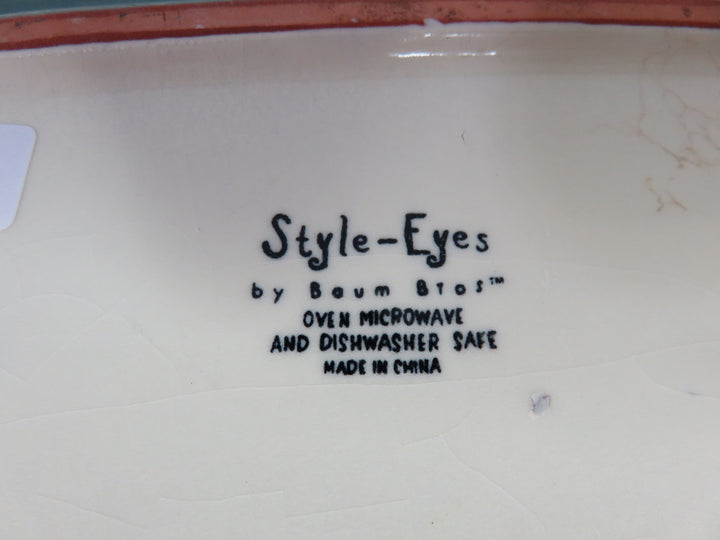 Style-Eyes
by Baum Bros™
OVEN MICROWAVE
AND DISHWASHER SAFE
MADE IN CHINA